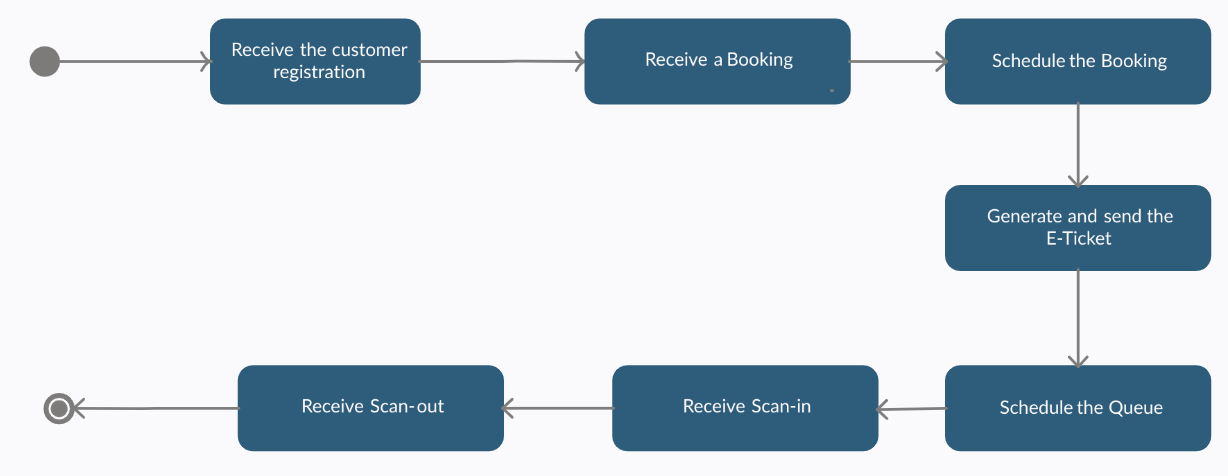 Receive the customer
registration
Receive a Booking
Schedule the Booking
Generate and send the
E-Ticket
Schedule the Queue
Receive Scan-in
Receive Scan-out